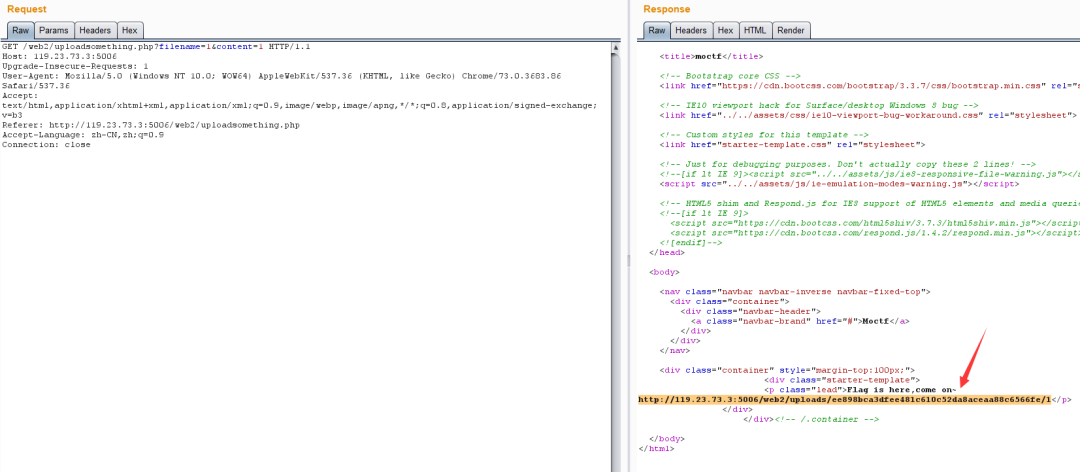 Request
Raw Params Headers Hex
GET /web2/uploadsomething.php?filename=1&content=1 HTTP/1.1
Host: 119.23.73.3:5006
Upgrade-Insecure-Requests: 1
User-Agent: Mozilla/5.0 (Windows NT 10.0; WOW64) AppleWebKit/537.36 (KHTML, like Gecko) Chrome/73.0.3683.86
Safari/537.36
Accept:
text/html,application/xhtml+xml,application/xml;q=0.9,image/webp,image/apng,*/*;q=0.8,application/signed-exchange;
v=b3
Referer: http://119.23.73.3:5006/web2/uploadsomething.php
Accept-Language: zh-CN,zh;q=0.9
Connection: close
Response
Raw Headers Hex HTML Render
<title>moctf</title>
<!-- Bootstrap core CSS -->
<link href="https://cdn.bootcss.com/bootstrap/3.3.7/css/bootstrap.min.css" rel="s
<!-- IE10 viewport hack for Surface/desktop Windows 8 bug -->
<link href="../../assets/css/ie10-viewport-bug-workaround.css" rel="stylesheet">
<!-- Custom styles for this template -->
<link href="starter-template.css" rel="stylesheet">
<!-- Just for debugging purposes. Don't actually copy these 2 lines! -->
<!--[if lt IE 9]><script src="../../assets/js/ie8-responsive-file-warning.js"></s
<script src="../../assets/js/ie-emulation-modes-warning.js"></script>
<!-- HTML5 shim and Respond.js for IE8 support of HTML5 elements and media querie
<!--[if lt IE 9]>
<script src="https://cdn.bootcss.com/html5shiv/3.7.3/html5shiv.min.js"></script>
<script src="https://cdn.bootcss.com/respond.js/1.4.2/respond.min.js"></script>
<![endif]-->
</head>
<body>
<nav class="navbar navbar-inverse navbar-fixed-top">
<div class="container">
<div class="navbar-header">
<a class="navbar-brand" href="#">Moctf</a>
</div>
</div>
</nav>
<div class="container" style="margin-top:100px;">
<div class="starter-template">
<p class="lead">Flag is here,come on~
http://119.23.73.3:5006/web2/uploads/ee898bca3dfee481c610c52da8aceaa88c6566fe/1</p>
</div>
</div><!-- /.container -->
</body>
</html>